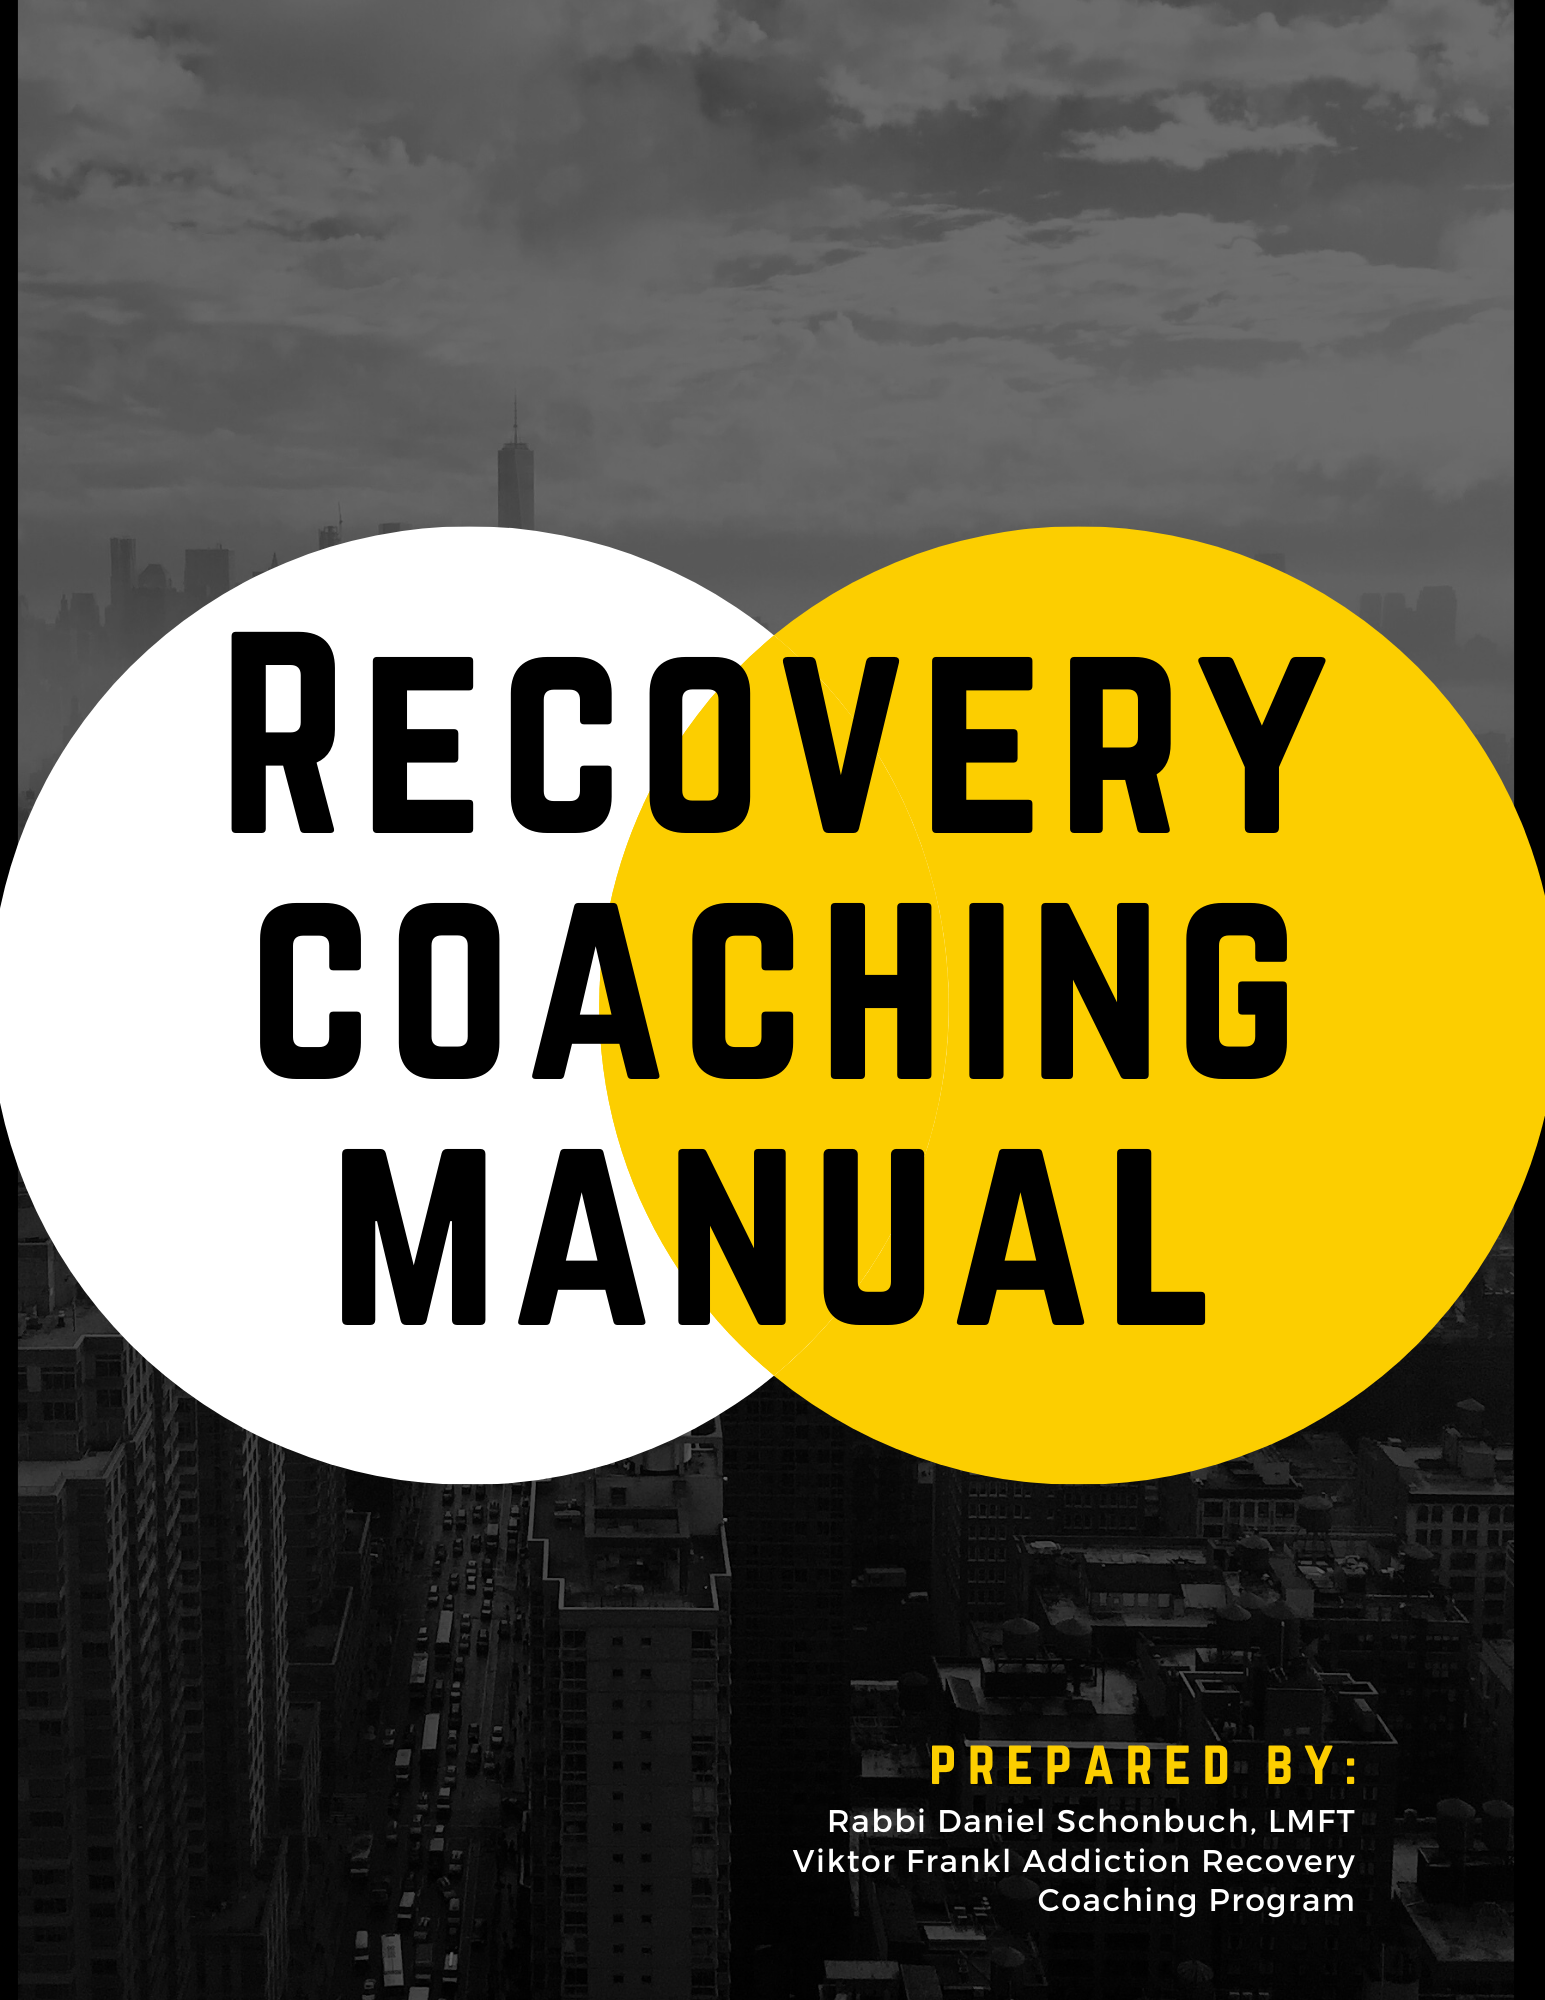 RECOVERY
COACHING
MANUAL
PREPARED BY:
Rabbi Daniel Schonbuch, LMFT
Viktor Frankl Addiction Recovery
Coaching Program